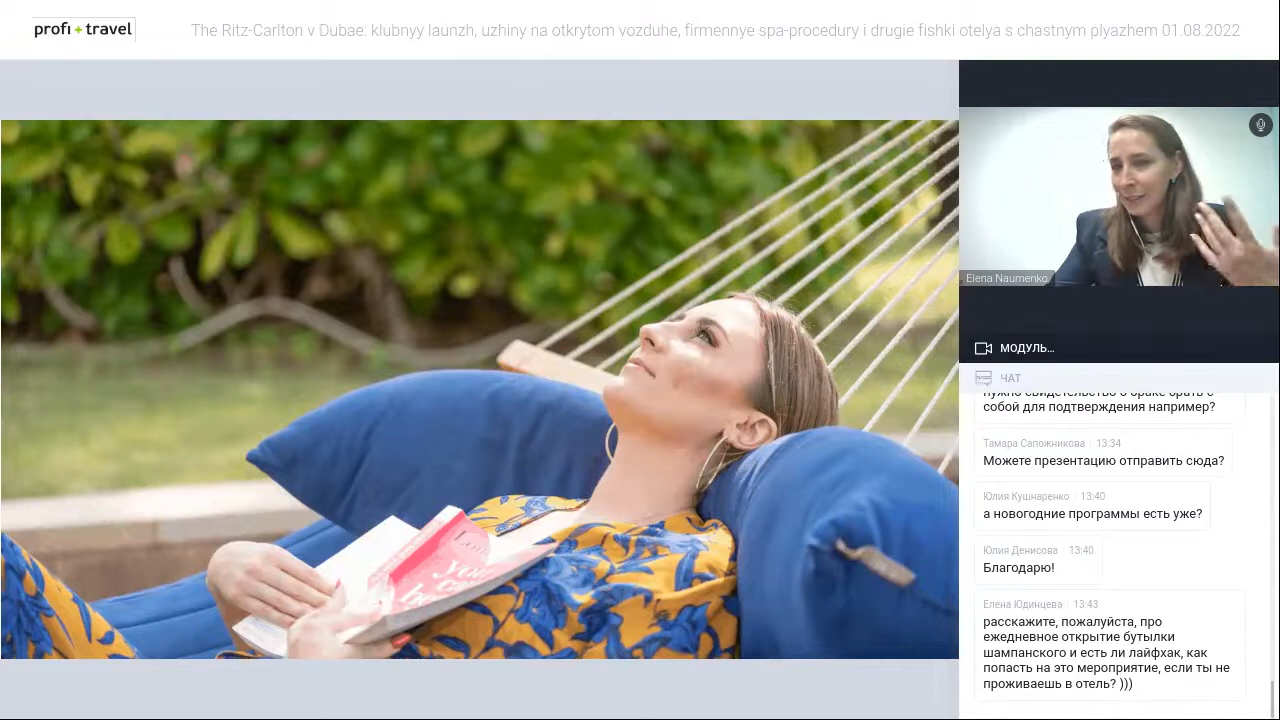 profi+travel
The Ritz-Carlton v Dubae: klubnyy launzh, uzhiny na otkrytom vozduhe, firmennye spa-procedury i drugie fishki otelya s chastnym plyazhem 01.08.2022
Elena Naumenko
МОДУЛЬ...
ЧАТ
нужно свидетельство о браке брать с
собой для подтверждения например?
Тамара Сапожникова 13:34
Можете презентацию отправить сюда?
Юлия Кушнаренко 13:40
а новогодние программы есть уже?
Юлия Денисова 13:40
Благодарю!
Елена Юдинцева 13:43
расскажите, пожалуйста, про
ежедневное открытие бутылки
шампанского и есть ли лайфхак, как
попасть на это мероприятие, если ты не
проживаешь в отель? )))
you